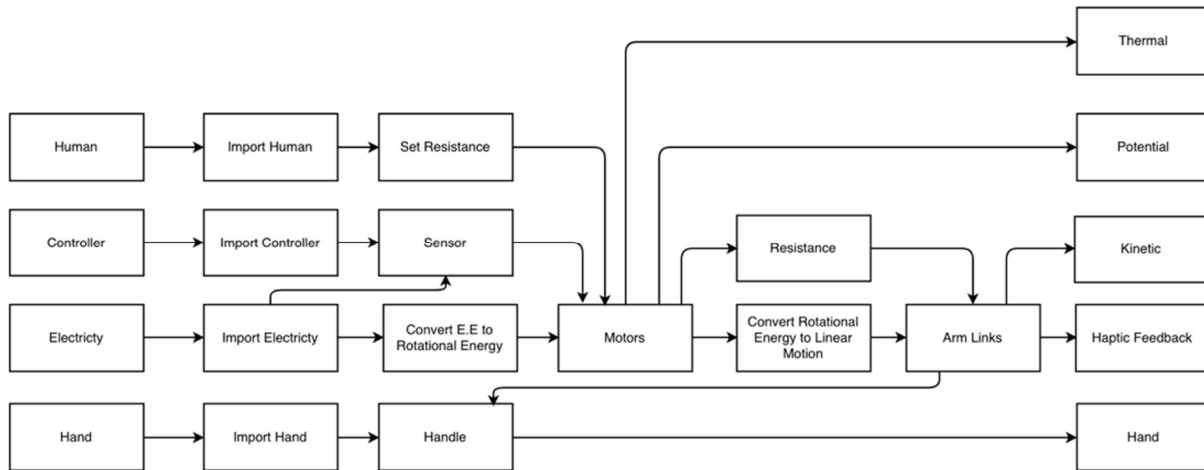 Thermal
Human
Import Human
Set Resistance
Potential
Controller
Import Controller
Sensor
Resistance
Kinetic
Electricty
Import Electricty
Convert E.E to
Rotational Energy
Motors
Convert Rotational
Energy to Linear
Motion
Arm Links
Haptic Feedback
Hand
Import Hand
Handle
Hand